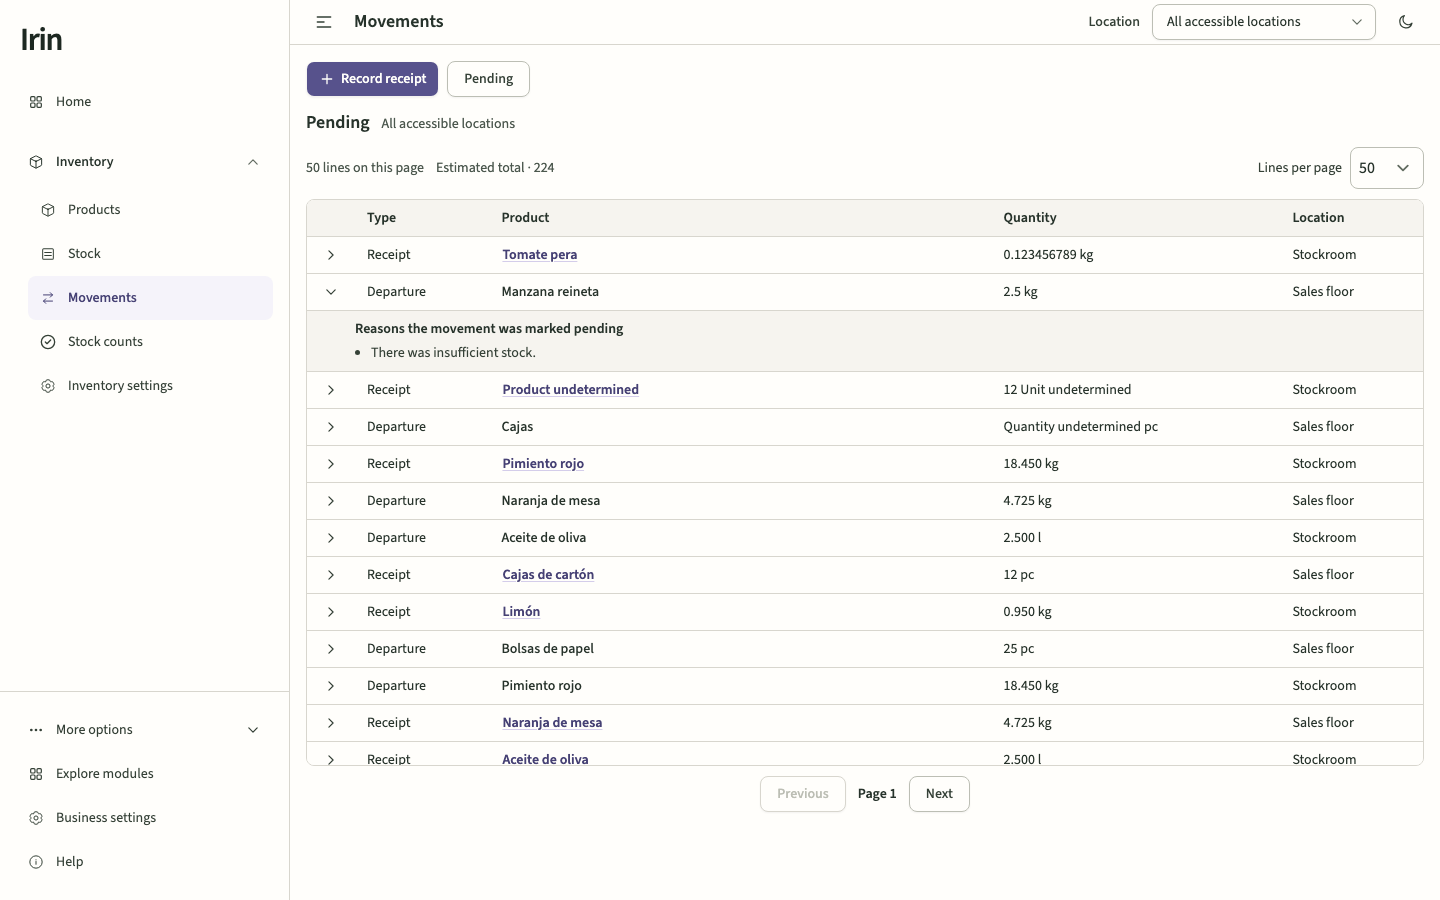 Irin
Home
Inventory
Products
Stock
Movements
Stock counts
Inventory settings
More options
Explore modules
Business settings
Help
Movements
Location All accessible locations
Record receipt Pending
Pending All accessible locations
50 lines on this page Estimated total · 224 Lines per page 50
Type Product Quantity Location
Receipt Tomate pera 0.123456789 kg Stockroom
Departure Manzana reineta 2.5 kg Sales floor
Reasons the movement was marked pending
• There was insufficient stock.
Receipt Product undetermined 12 Unit undetermined Stockroom
Departure Cajas Quantity undetermined pc Sales floor
Receipt Pimiento rojo 18.450 kg Stockroom
Departure Naranja de mesa 4.725 kg Sales floor
Departure Aceite de oliva 2.500 l Stockroom
Receipt Cajas de cartón 12 pc Sales floor
Receipt Limón 0.950 kg Stockroom
Departure Bolsas de papel 25 pc Sales floor
Departure Pimiento rojo 18.450 kg Stockroom
Receipt Naranja de mesa 4.725 kg Sales floor
Receipt Aceite de oliva 2.500 l Stockroom
Previous Page 1 Next